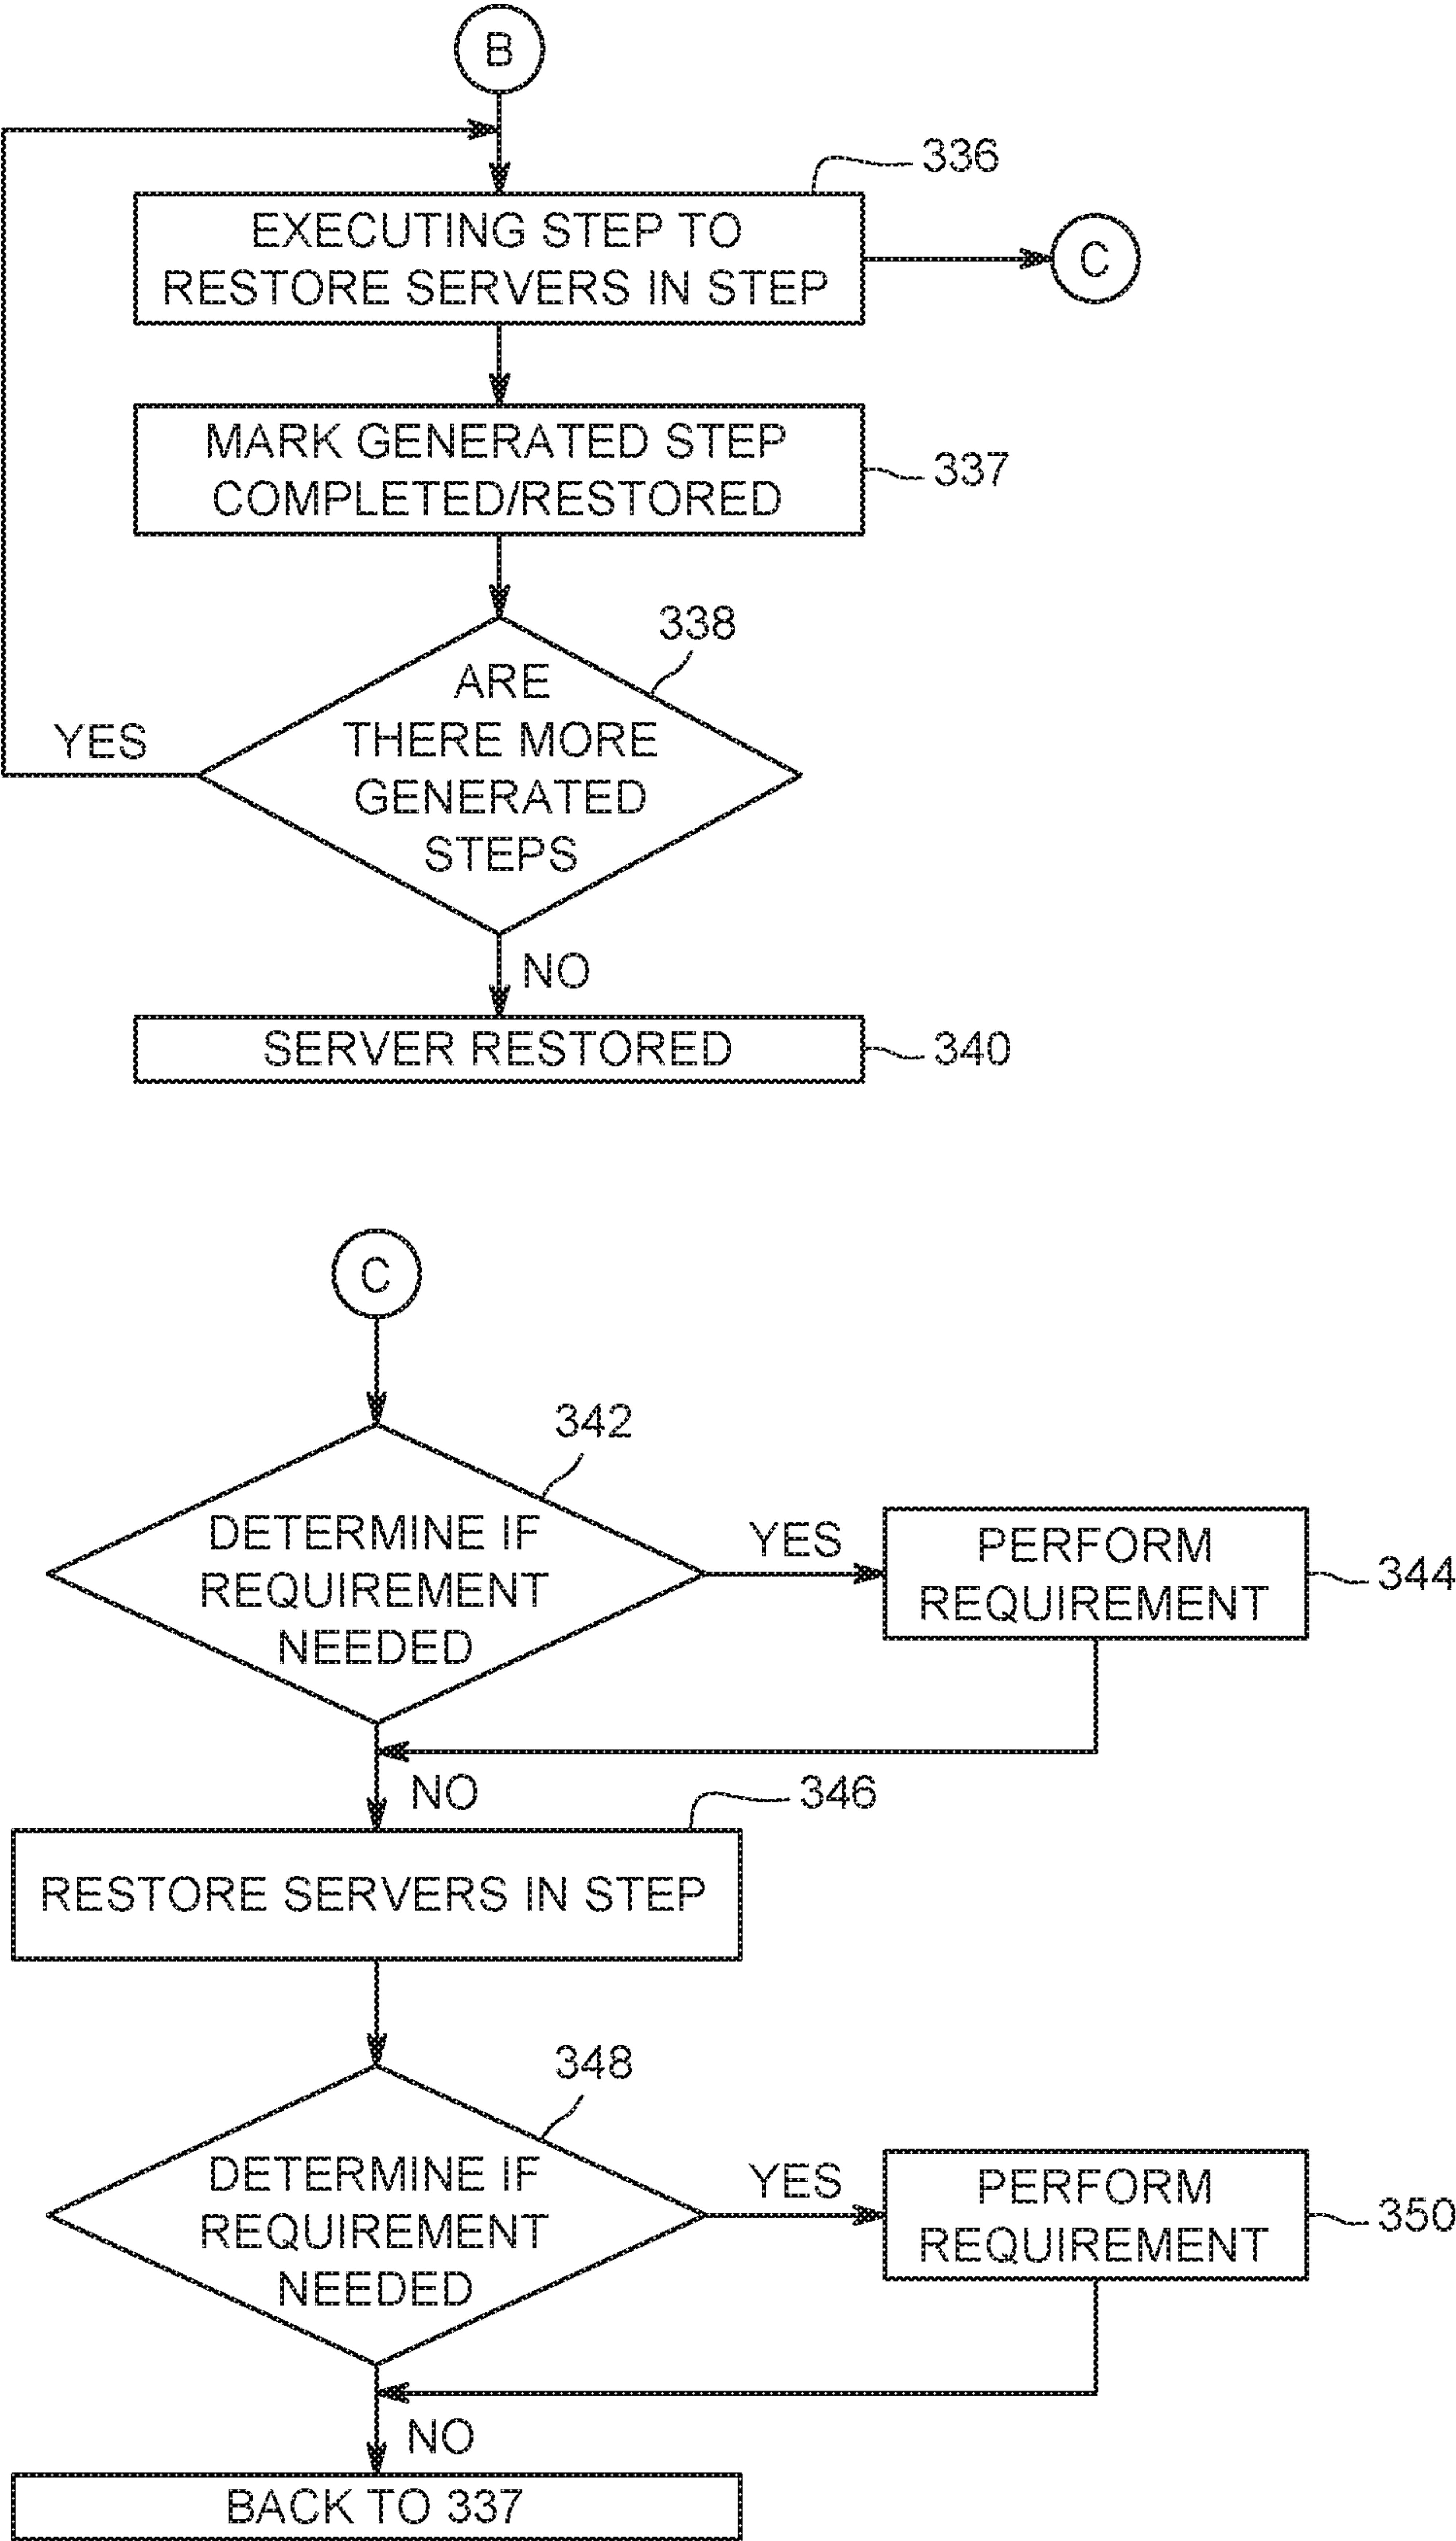 B
336
EXECUTING STEP TO
RESTORE SERVERS IN STEP
C
MARK GENERATED STEP
COMPLETED/RESTORED
337
338
ARE
THERE MORE
GENERATED
STEPS
YES
NO
SERVER RESTORED
340
C
342
DETERMINE IF
REQUIREMENT
NEEDED
YES
PERFORM
REQUIREMENT
344
NO
346
RESTORE SERVERS IN STEP
348
DETERMINE IF
REQUIREMENT
NEEDED
YES
PERFORM
REQUIREMENT
350
NO
BACK TO 337